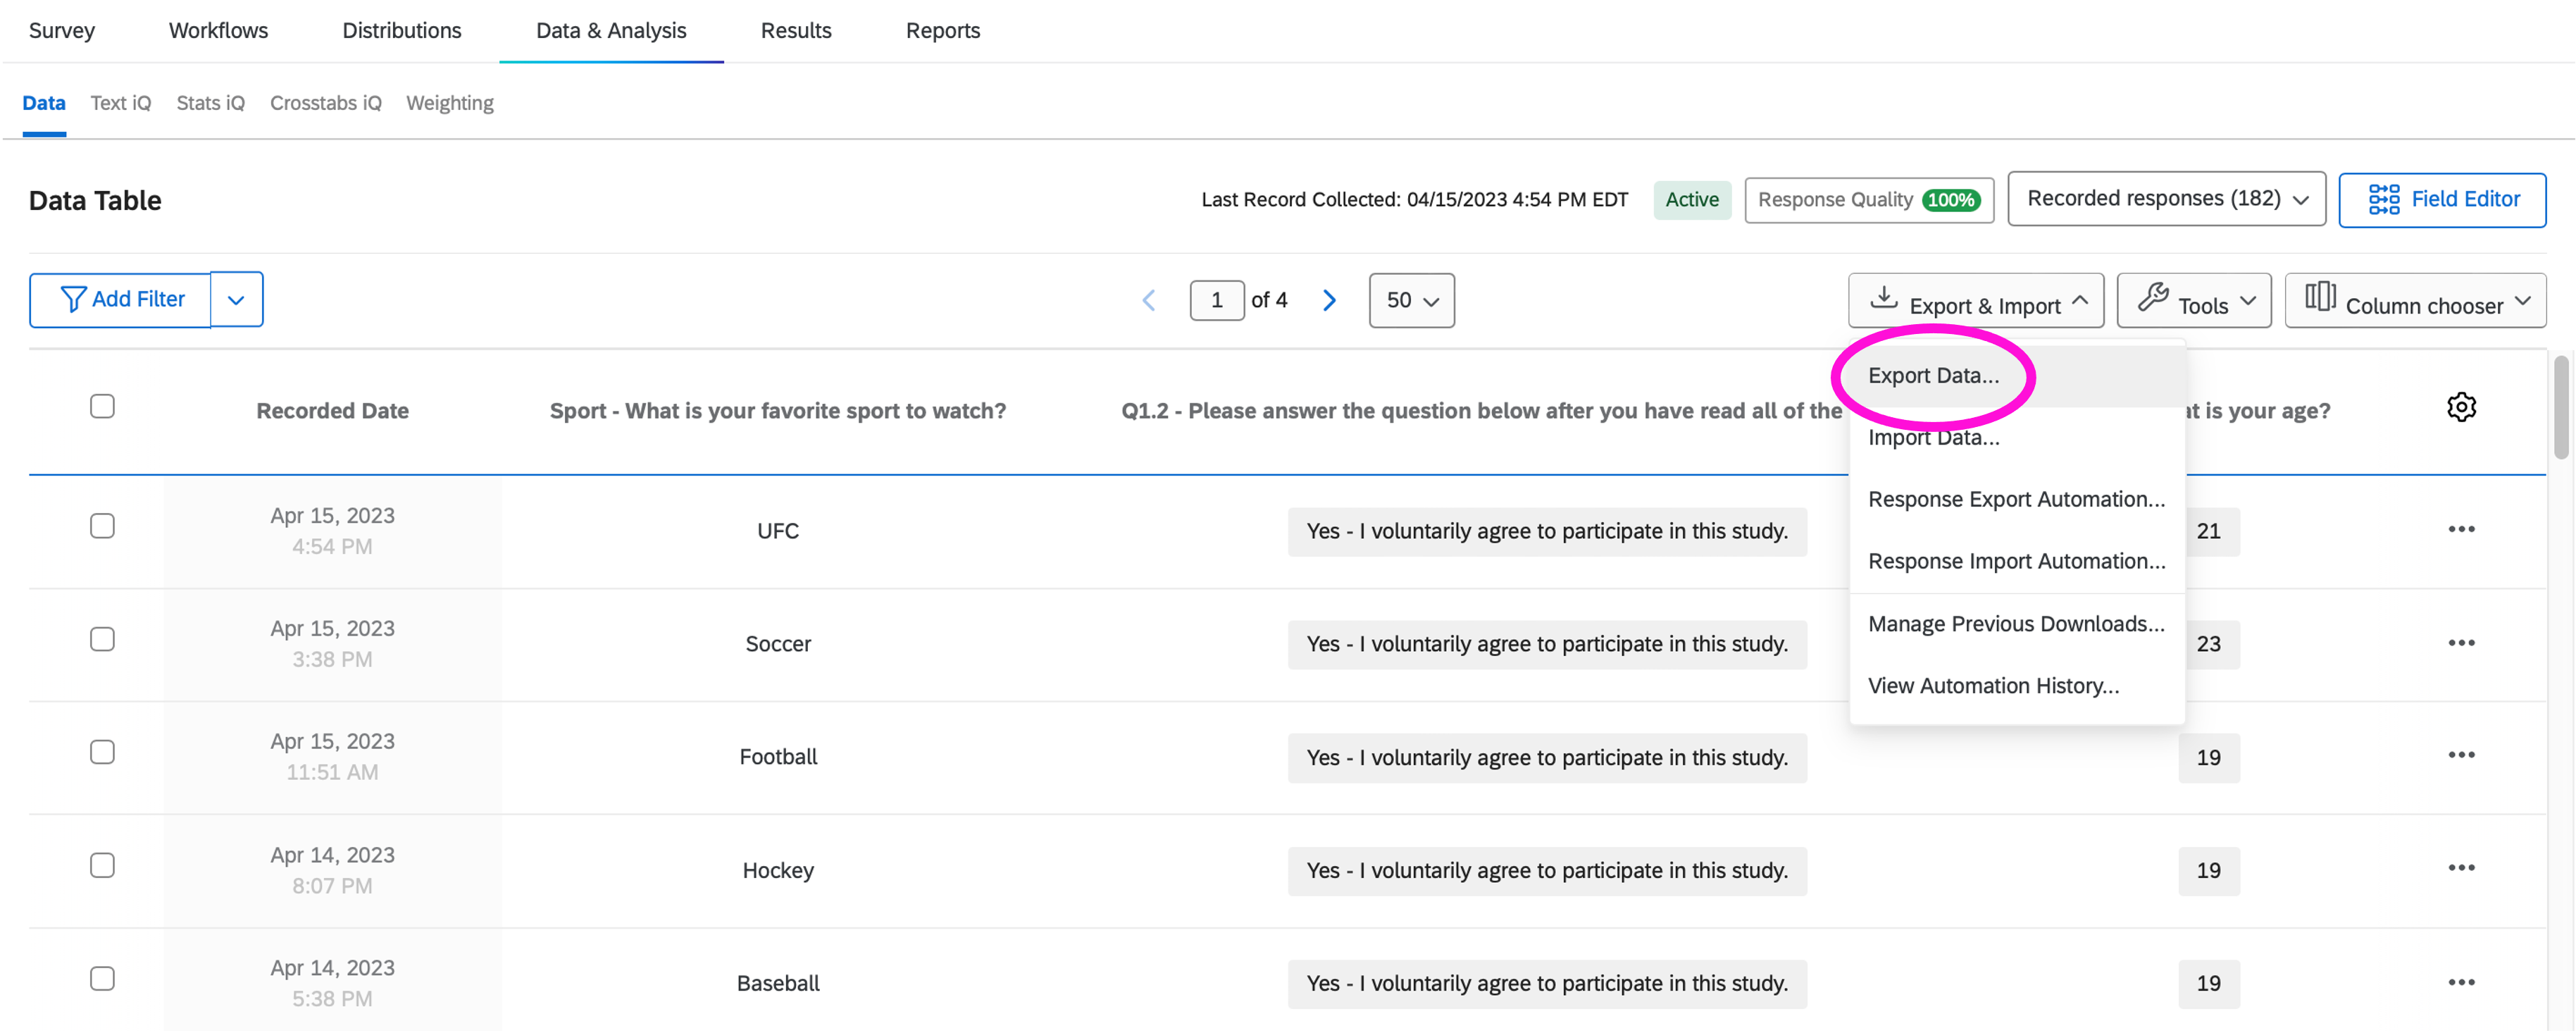 Survey Workflows Distributions Data & Analysis Results Reports
Data Text iQ Stats iQ Crosstabs iQ Weighting
Data Table Last Record Collected: 04/15/2023 4:54 PM EDT Active Response Quality 100% Recorded responses (182) Field Editor
Add Filter 1 of 4 50 Export & Import Tools Column chooser
Export Data...
Recorded Date Sport - What is your favorite sport to watch? Q1.2 - Please answer the question below after you have read all of the is your age?
Import Data...
Response Export Automation...
Response Import Automation...
Manage Previous Downloads...
View Automation History...
Apr 15, 2023
4:54 PM
UFC Yes - I voluntarily agree to participate in this study. 21
Apr 15, 2023
3:38 PM
Soccer Yes - I voluntarily agree to participate in this study. 23
Apr 15, 2023
11:51 AM
Football Yes - I voluntarily agree to participate in this study. 19
Apr 14, 2023
8:07 PM
Hockey Yes - I voluntarily agree to participate in this study. 19
Apr 14, 2023
5:38 PM
Baseball Yes - I voluntarily agree to participate in this study. 19